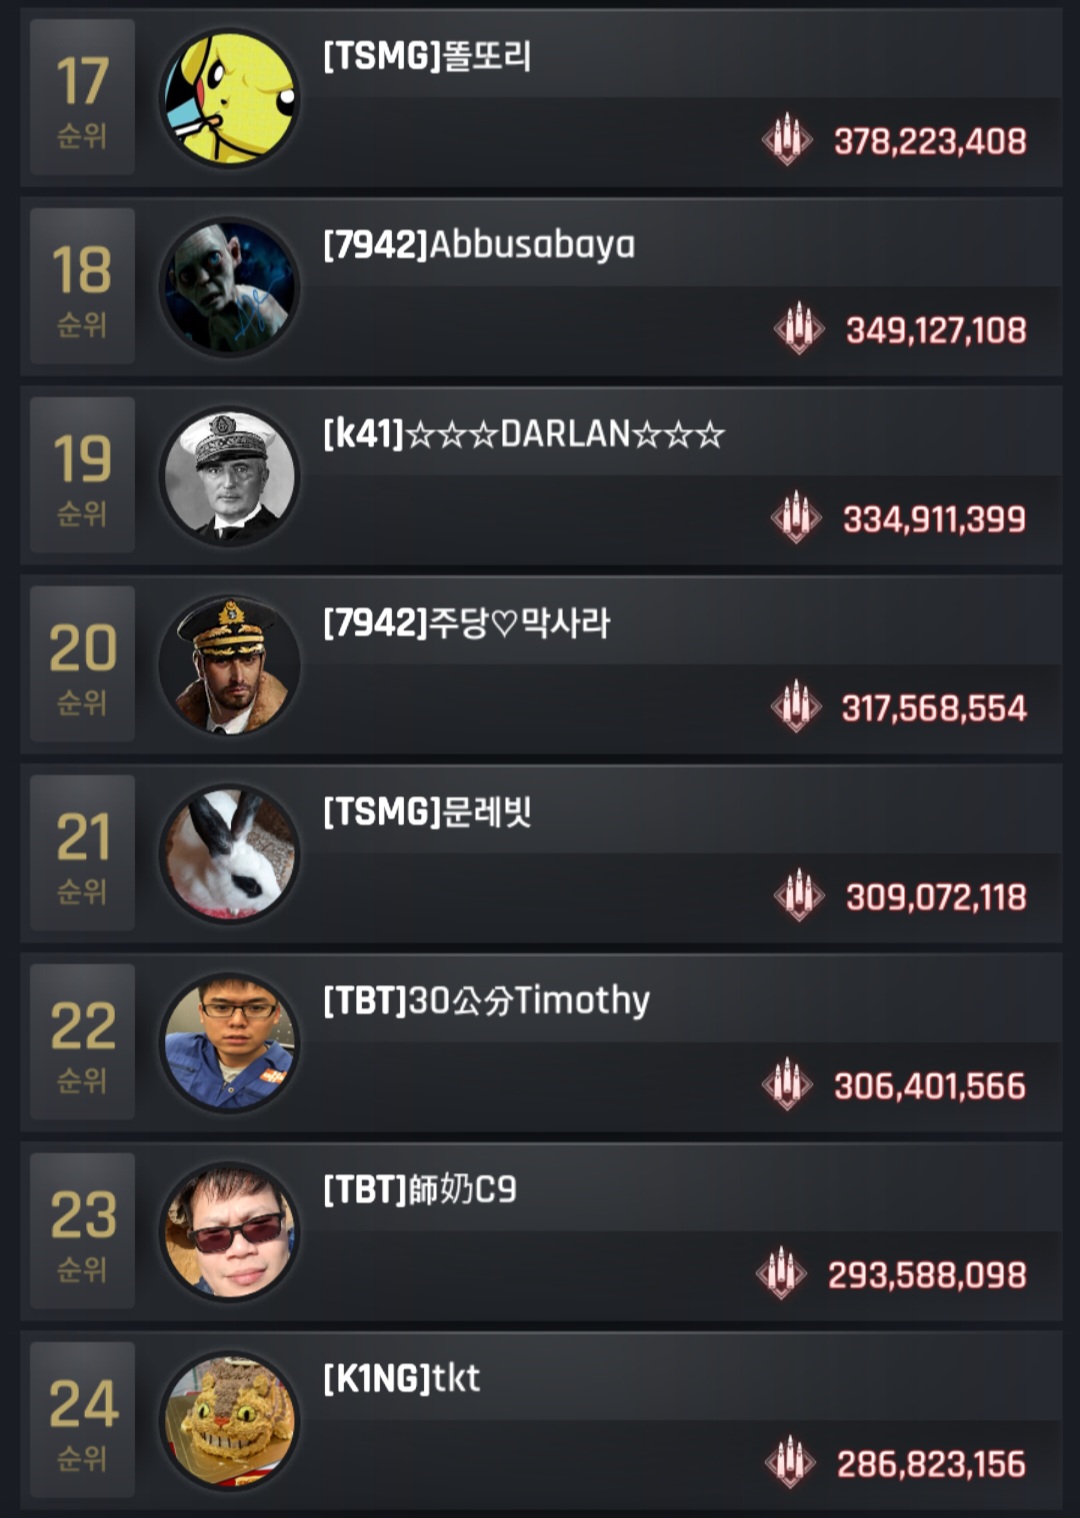 17
순위
[TSMG]똘또리
378,223,408
18
순위
[7942]Abbusabaya
349,127,108
19
순위
[k41]☆☆☆DARLAN☆☆☆
334,911,399
20
순위
[7942]주당♡막사라
317,568,554
21
순위
[TSMG]문레빗
309,072,118
22
순위
[TBT]30公分Timothy
306,401,566
23
순위
[TBT]師奶C9
293,588,098
24
순위
[K1NG]tkt
286,823,156